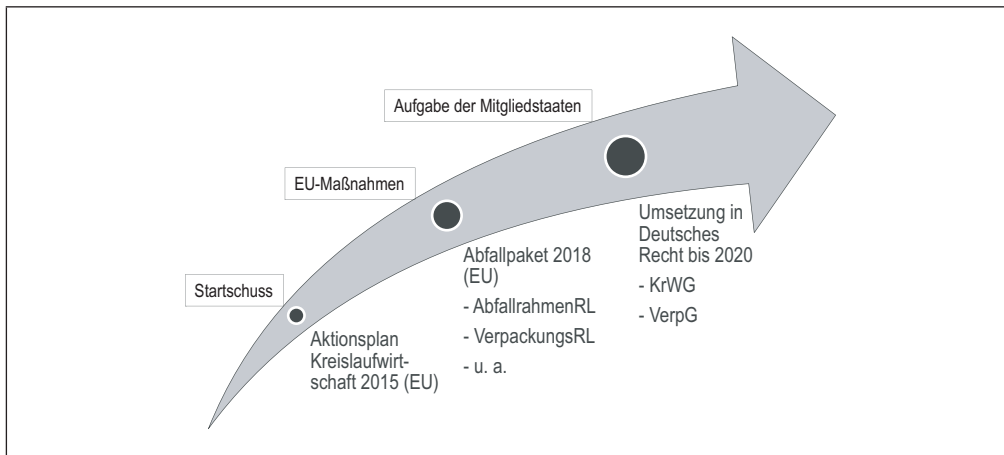 Startschuss
Aktionsplan
Kreislaufwirt-
schaft 2015 (EU)
EU-Maßnahmen
Abfallpaket 2018
(EU)
- AbfallrahmenRL
- VerpackungsRL
- u. a.
Aufgabe der Mitgliedstaaten
Umsetzung in
Deutsches
Recht bis 2020
- KrWG
- VerpG